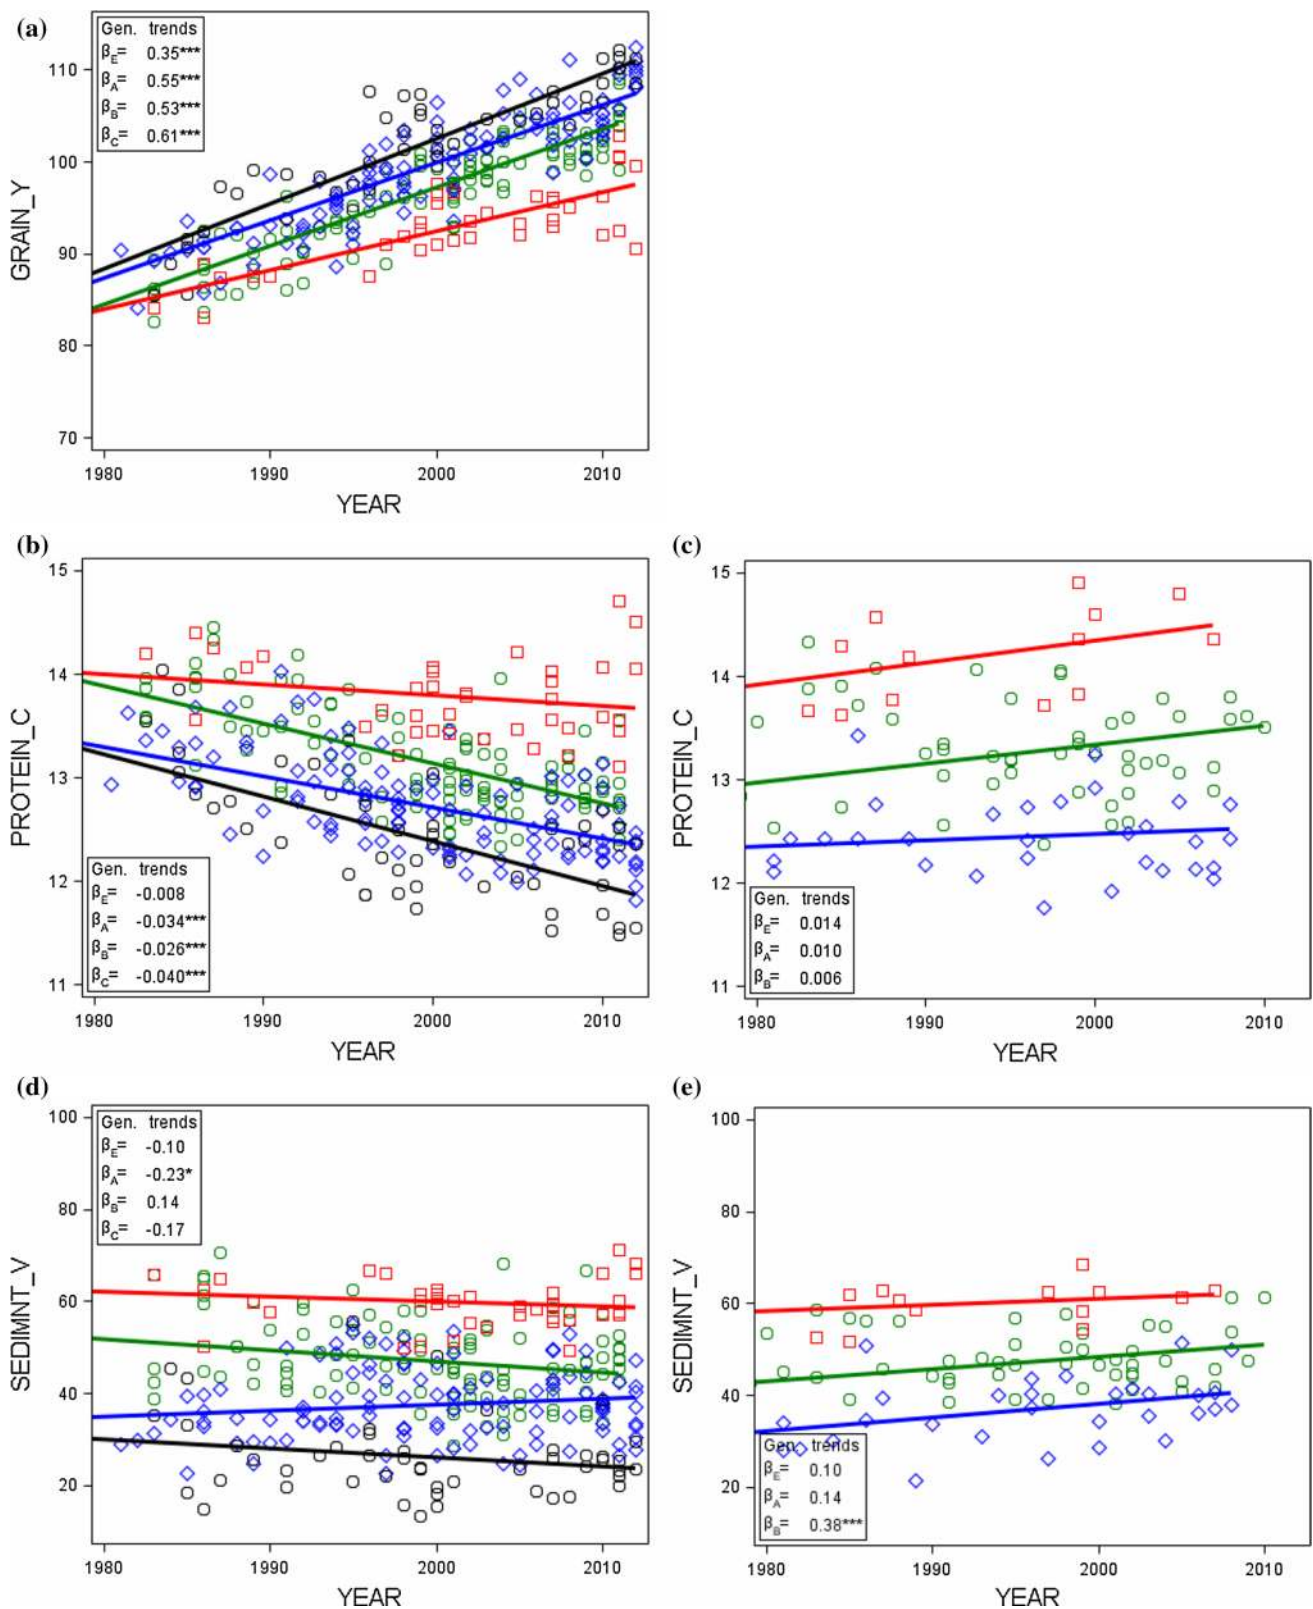 (a)
Gen. trends
βE= 0.35***
βA= 0.55***
βB= 0.53***
βC= 0.61***
110
100
90
80
70
GRAIN_Y
1980 1990 2000 2010
YEAR
(b)
15
14
13
12
11
PROTEIN_C
Gen. trends
βE= -0.008
βA= -0.034***
βB= -0.026***
βC= -0.040***
1980 1990 2000 2010
YEAR
(c)
15
14
13
12
11
PROTEIN_C
Gen. trends
βE= 0.014
βA= 0.010
βB= 0.006
1980 1990 2000 2010
YEAR
(d)
100
80
60
40
20
SEDIMNT_V
Gen. trends
βE= -0.10
βA= -0.23*
βB= 0.14
βC= -0.17
1980 1990 2000 2010
YEAR
(e)
100
80
60
40
20
SEDIMNT_V
Gen. trends
βE= 0.10
βA= 0.14
βB= 0.38***
1980 1990 2000 2010
YEAR